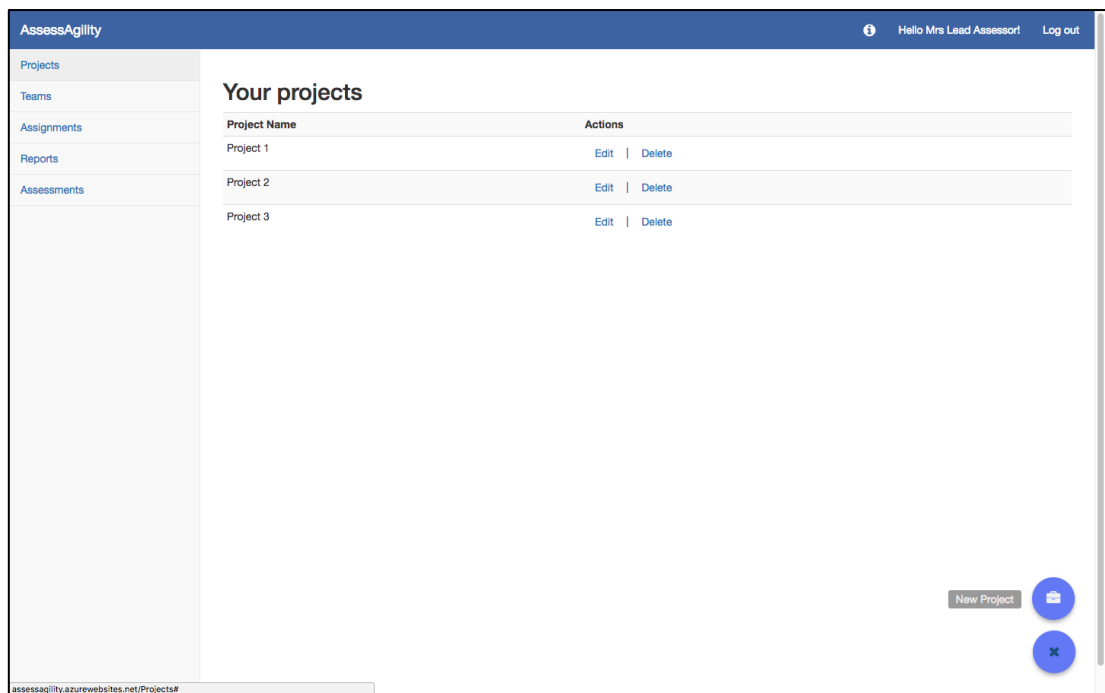 AssessAgility
Hello Mrs Lead Assessor! Log out
Projects
Teams
Assignments
Reports
Assessments
Your projects
Project Name Actions
Project 1 Edit | Delete
Project 2 Edit | Delete
Project 3 Edit | Delete
New Project
assessagility.azurewebsites.net/Projects#